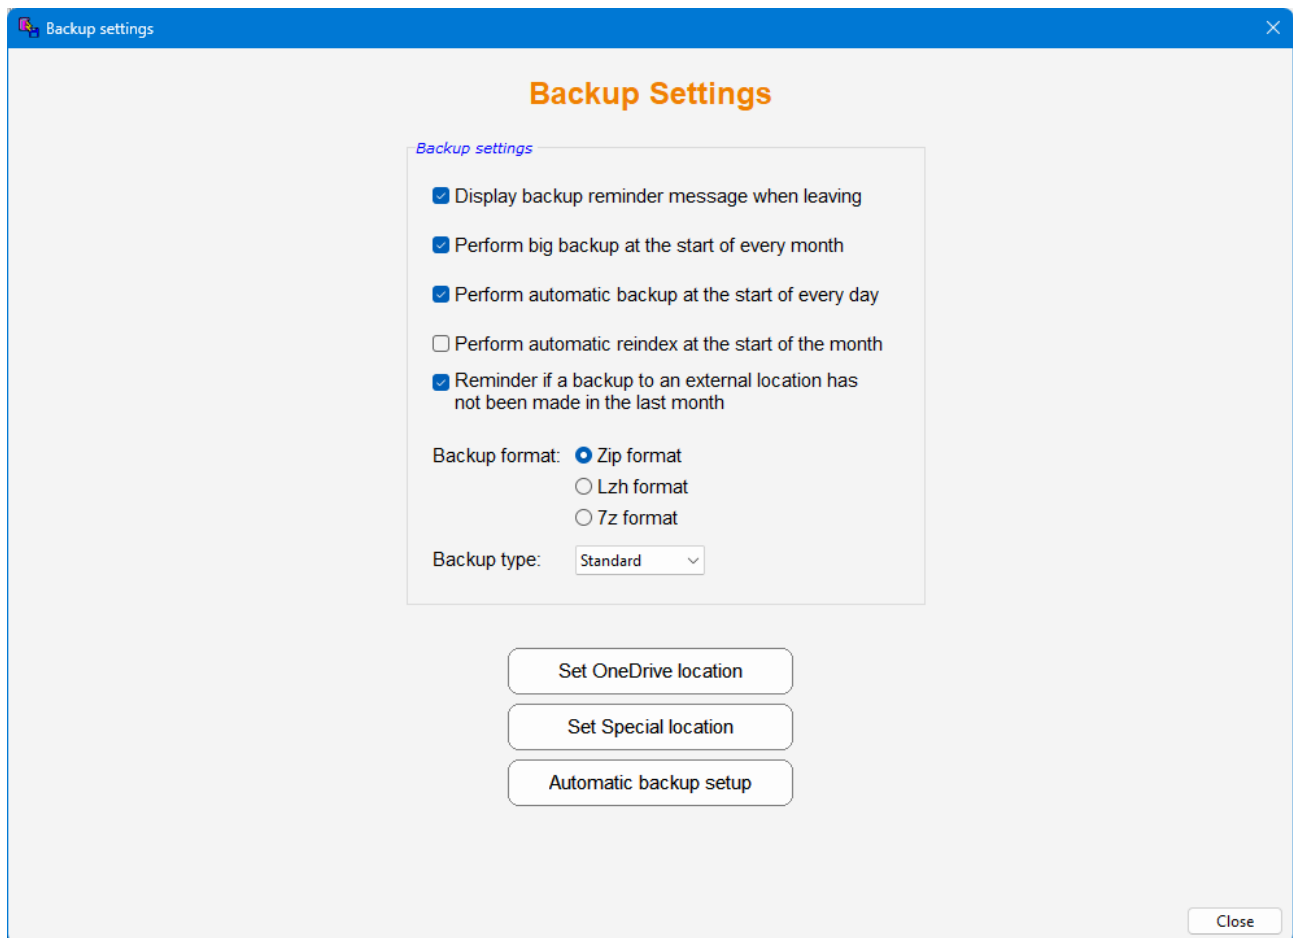 Backup settings
Backup Settings
Backup settings
Display backup reminder message when leaving
Perform big backup at the start of every month
Perform automatic backup at the start of every day
Perform automatic reindex at the start of the month
Reminder if a backup to an external location has
not been made in the last month
Backup format: Zip format
Lzh format
7z format
Backup type: Standard
Set OneDrive location
Set Special location
Automatic backup setup
Close